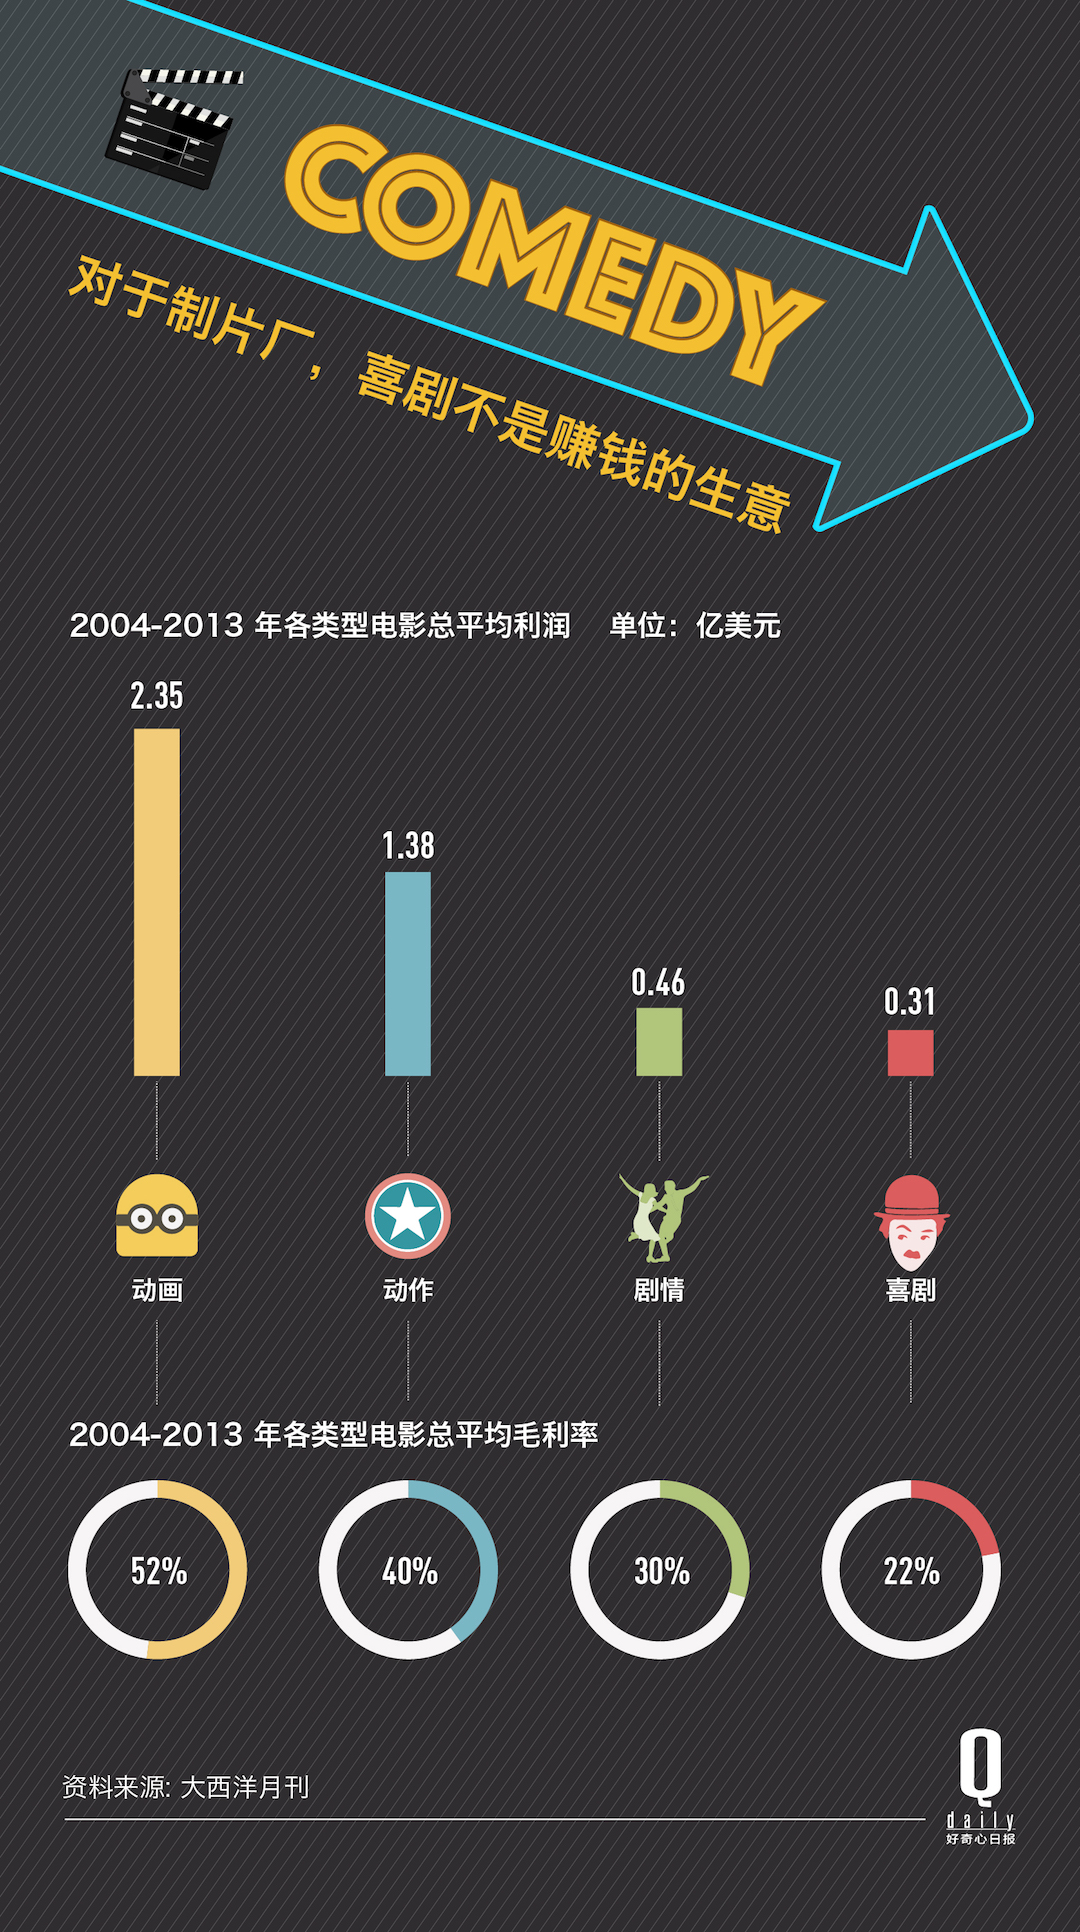 COMEDY
对于制片厂，喜剧不是赚钱的生意
2004-2013 年各类型电影总平均利润 单位：亿美元
2.35
1.38
0.46
0.31
动画
动作
剧情
喜剧
2004-2013 年各类型电影总平均毛利率
52%
40%
30%
22%
资料来源: 大西洋月刊
Q
daily
好奇心日报